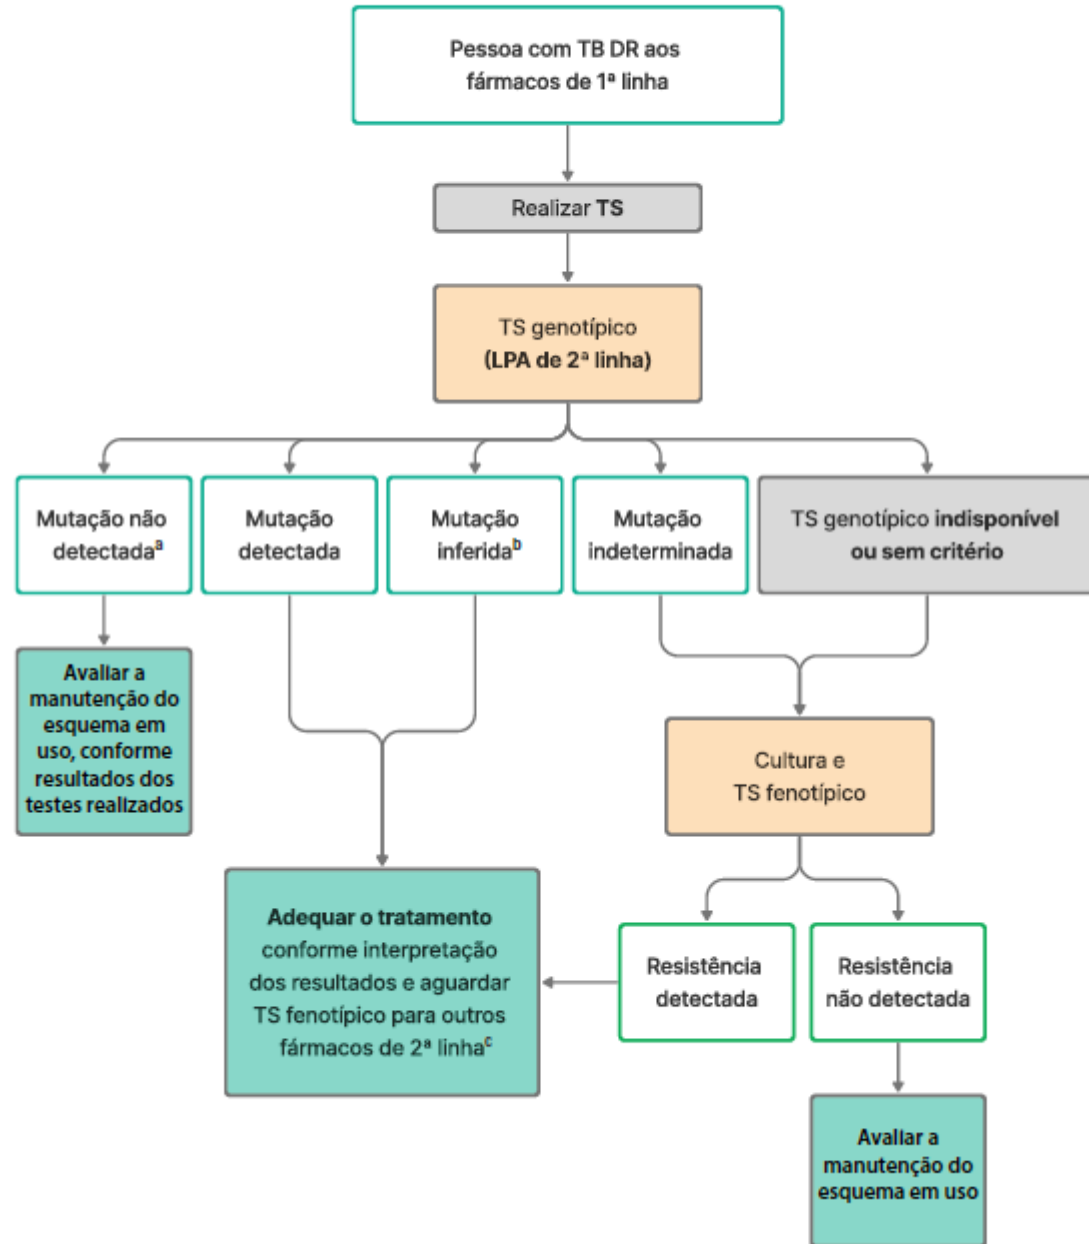 Pessoa com TB DR aos
fármacos de 1ª linha
Realizar TS
TS genotípico
(LPA de 2ª linha)
Mutação não
detectadaª
Mutação
detectada
Mutação
inferidaᵇ
Mutação
indeterminada
TS genotípico indisponível
ou sem critério
Avaliar a
manutenção do
esquema em
uso, conforme
resultados dos
testes realizados
Cultura e
TS fenotípico
Adequar o tratamento
conforme interpretação
dos resultados e aguardar
TS fenotípico para outros
fármacos de 2ª linhaᶜ
Resistência
detectada
Resistência
não detectada
Avaliar a
manutenção do
esquema em uso